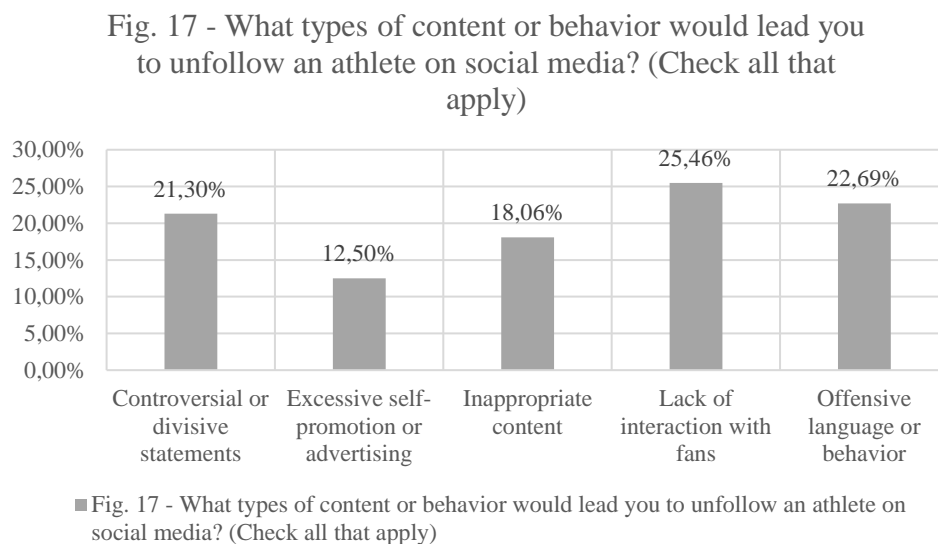 Fig. 17 - What types of content or behavior would lead you
to unfollow an athlete on social media? (Check all that
apply)
30,00%
25,00%
20,00%
15,00%
10,00%
5,00%
0,00%
21,30%
12,50%
18,06%
25,46%
22,69%
Controversial or
divisive
statements
Excessive self-
promotion or
advertising
Inappropriate
content
Lack of
interaction with
fans
Offensive
language or
behavior
Fig. 17 - What types of content or behavior would lead you to unfollow an athlete on
social media? (Check all that apply)